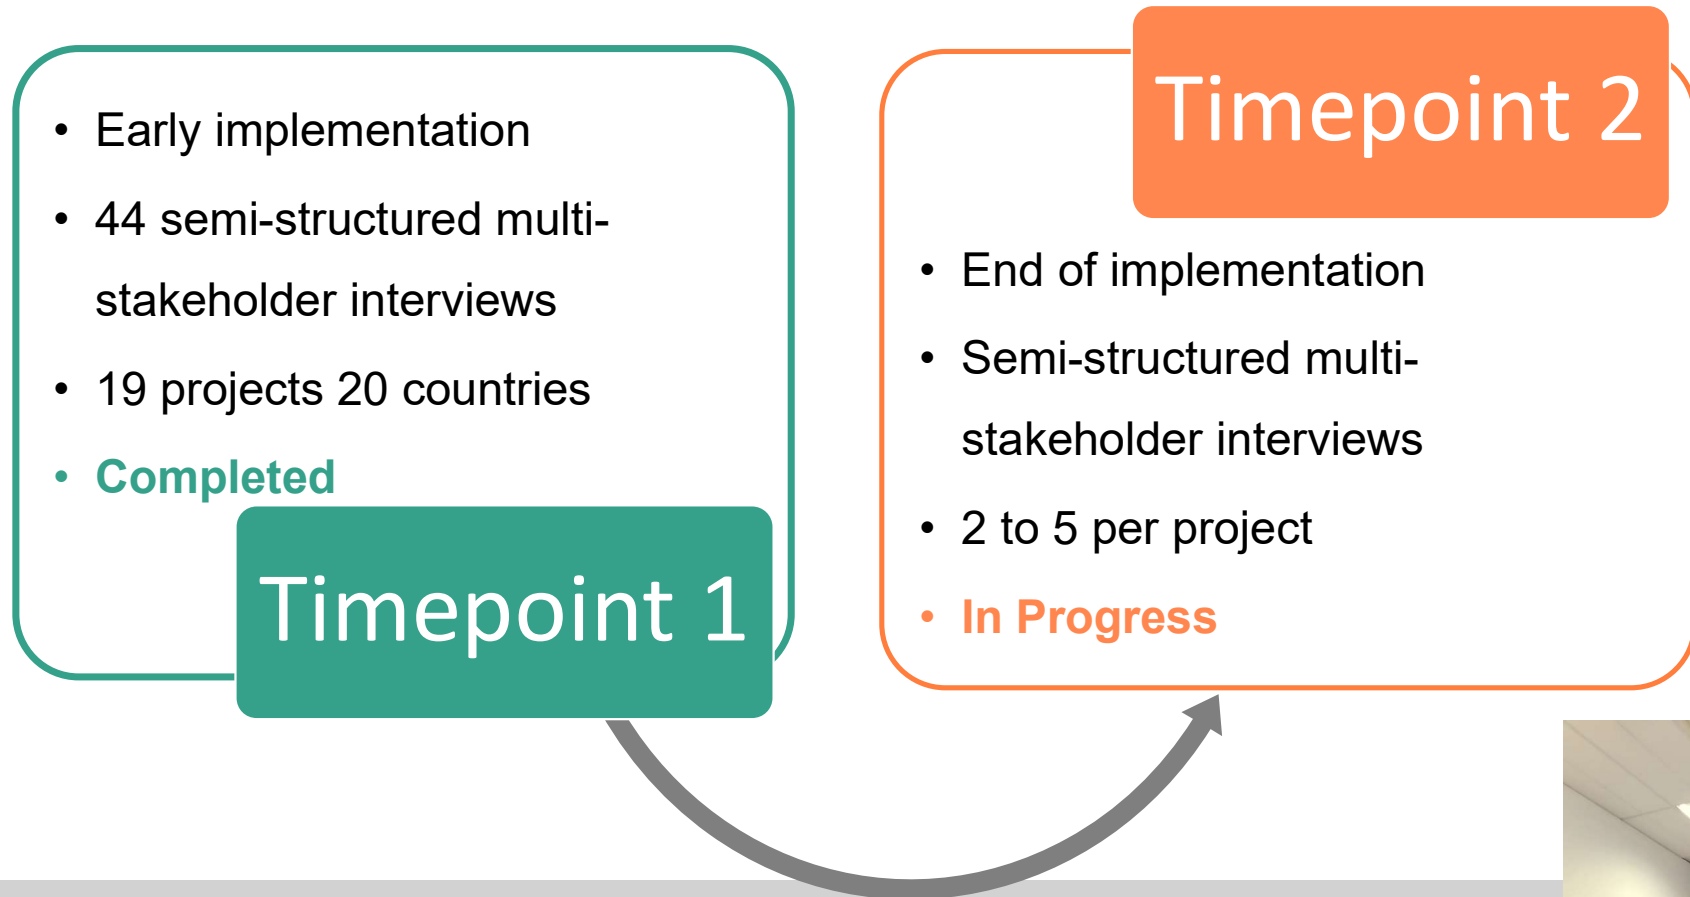 • Early implementation
• 44 semi-structured multi-
stakeholder interviews
• 19 projects 20 countries
• Completed
Timepoint 1
Timepoint 2
• End of implementation
• Semi-structured multi-
stakeholder interviews
• 2 to 5 per project
• In Progress